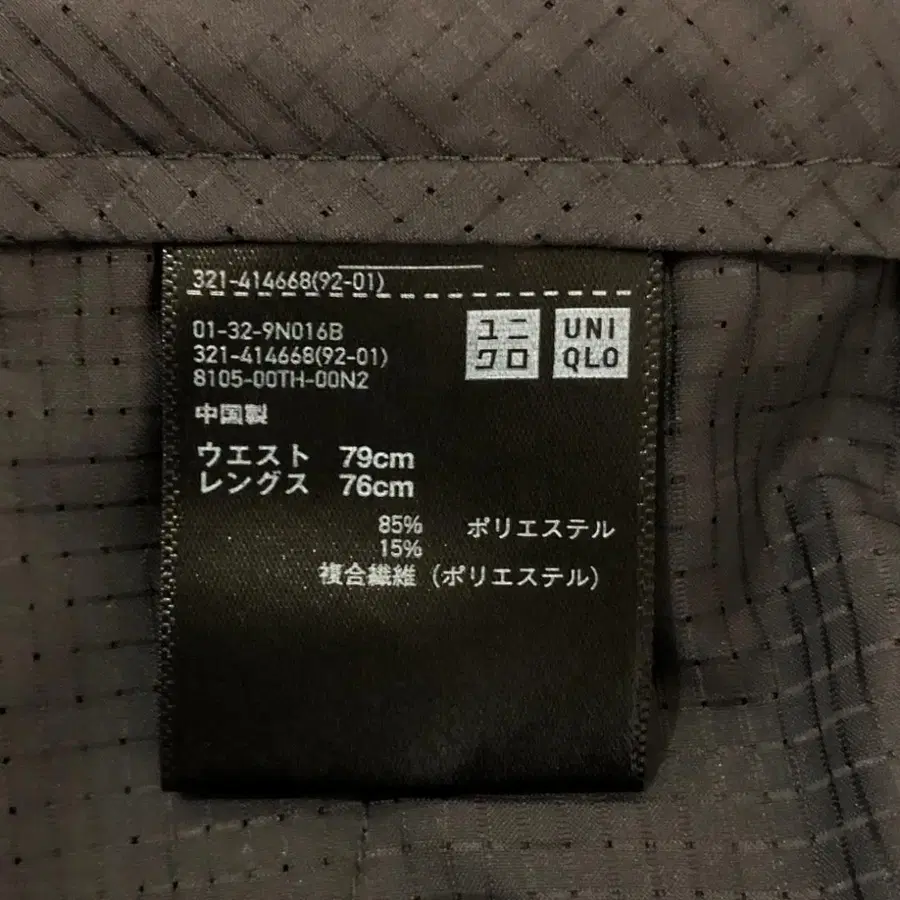 321-414668(92-01)
01-32-9N016B
321-414668(92-01)
8105-00TH-00N2
ユニ
クロ
UNI
QLO
中国製
ウエスト 79cm
レングス 76cm
85% ポリエステル
15%
複合繊維 (ポリエステル)